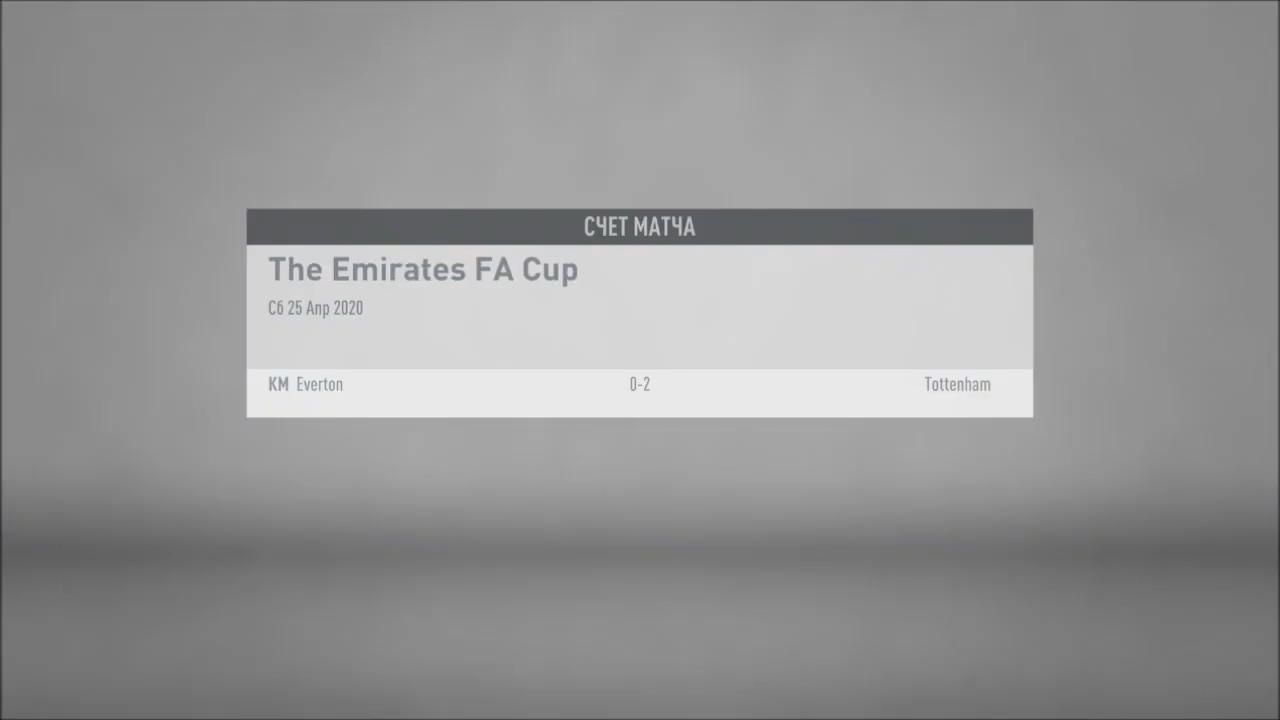 СЧЕТ МАТЧА
The Emirates FA Cup
Сб 25 Апр 2020
КМ Everton 0-2 Tottenham